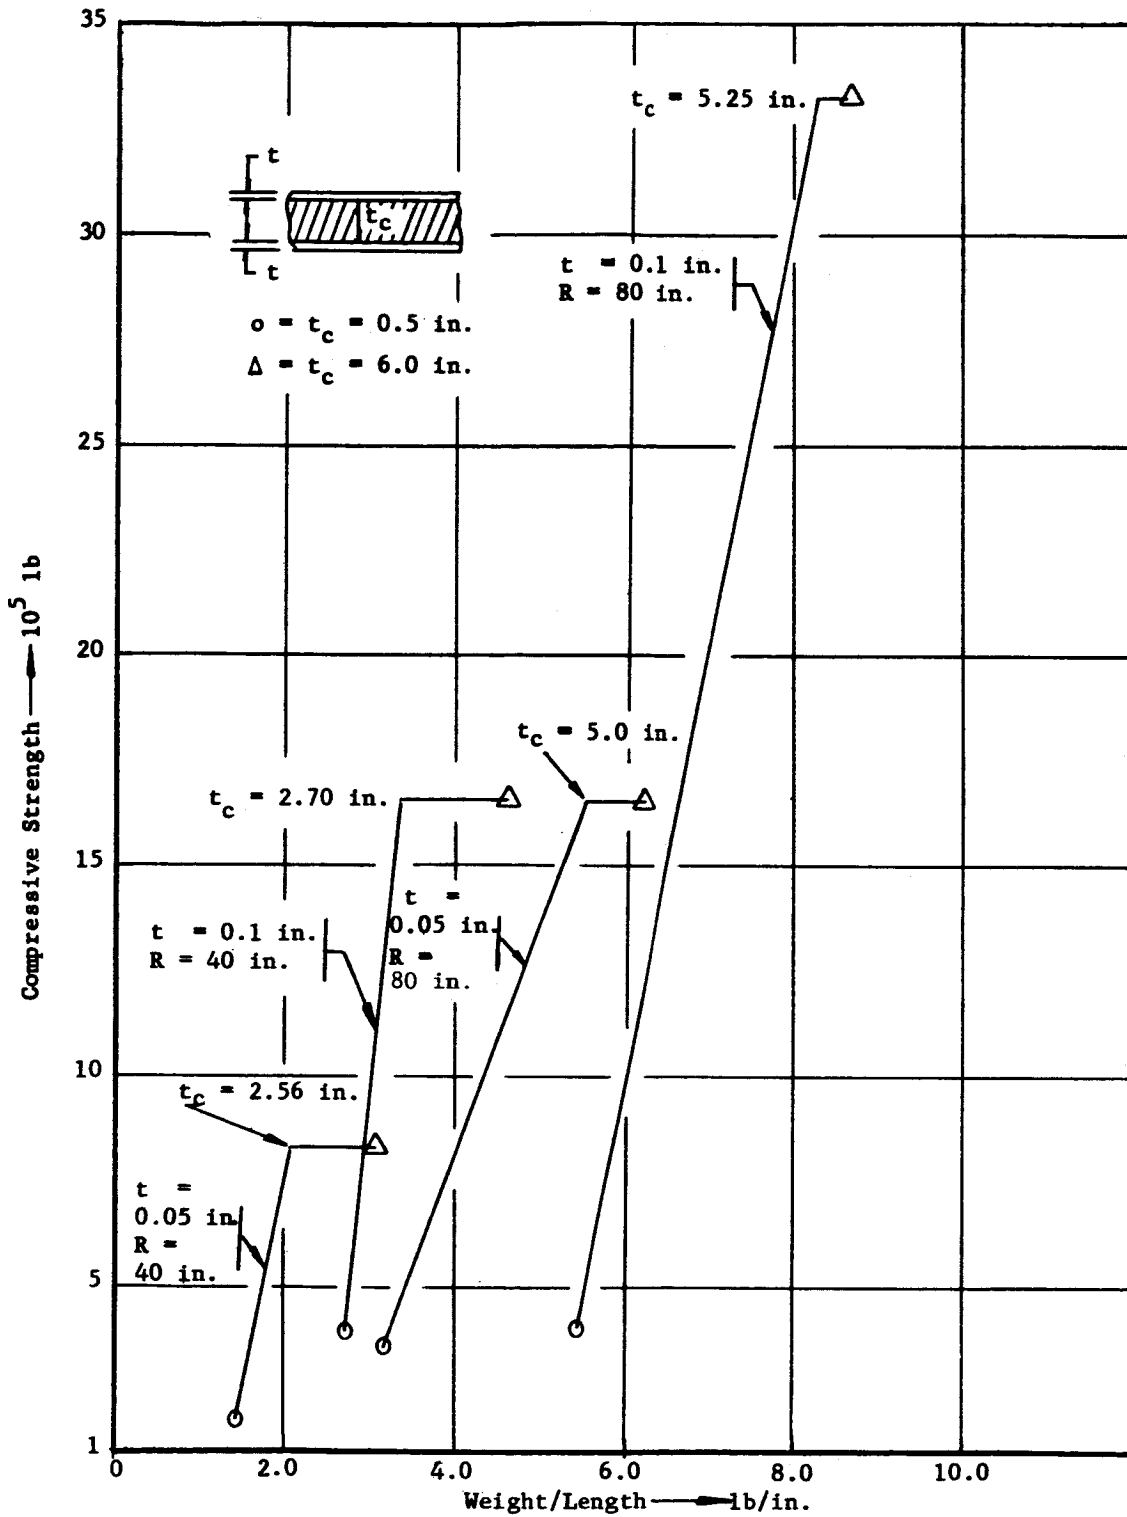 35
t_c = 5.25 in.
t
t_c
30
t
t = 0.1 in.
R = 80 in.
o = t_c = 0.5 in.
Δ = t_c = 6.0 in.
25
Compressive Strength → 10^5 lb
20
t_c = 5.0 in.
t_c = 2.70 in.
15
t =
0.05 in.
R =
80 in.
t = 0.1 in.
R = 40 in.
10
t_c = 2.56 in.
t =
0.05 in
R =
40 in.
5
1
0 2.0 4.0 6.0 8.0 10.0
Weight/Length → lb/in.